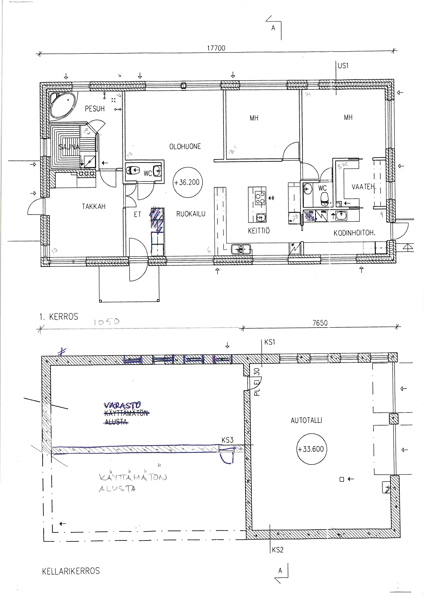 A
17700
US1
PESUH
MH
MH
SAUNA
OLOHUONE
WC
+36.200
WC
VAATEH.
TAKKAH
ET
RUOKAILU
KEITTIÖ
KODINHOITOH.
1. KERROS
1050
7650
KS1
PL EI 30
VARASTO
KÄYTTÄMÄTÖN
ALUSTA
AUTOTALLI
KS3
+33.600
KÄYTTÄMÄTÖN
ALUSTA
KS2
KELLARIKERROS
A